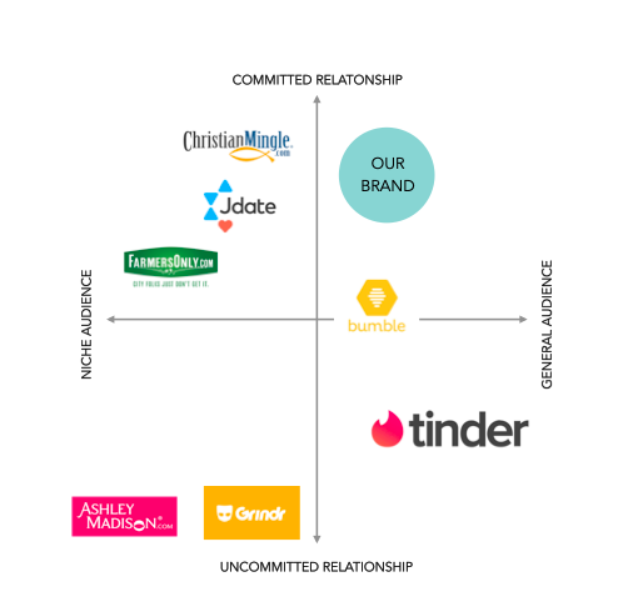 COMMITTED RELATONSHIP
ChristianMingle.
.com
OUR
BRAND
Jdate
FARMERSONLY.COM
CITY FOLKS JUST DON'T GET IT.
NICHE AUDIENCE
GENERAL AUDIENCE
bumble
tinder
ASHLEY
MADISON®.COM
Grindr
UNCOMMITTED RELATIONSHIP